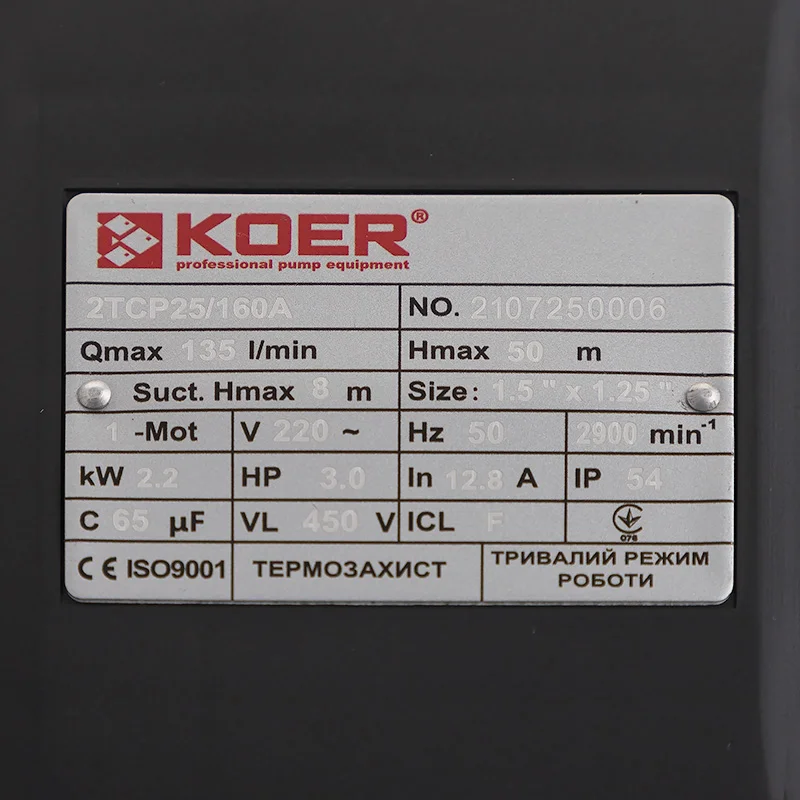 KOER®
professional pump equipment
2TCP25/160A NO. 2107250006
Qmax 135 l/min Hmax 50 m
Suct. Hmax 8 m Size: 1.5 " x 1.25 "
1 -Mot V 220 ~ Hz 50 2900 min-1
kW 2.2 HP 3.0 In 12.8 A IP 54
C 65 µF VL 450 V ICL F
076
CE ISO9001 ТЕРМОЗАХИСТ ТРИВАЛИЙ РЕЖИМ
РОБОТИ